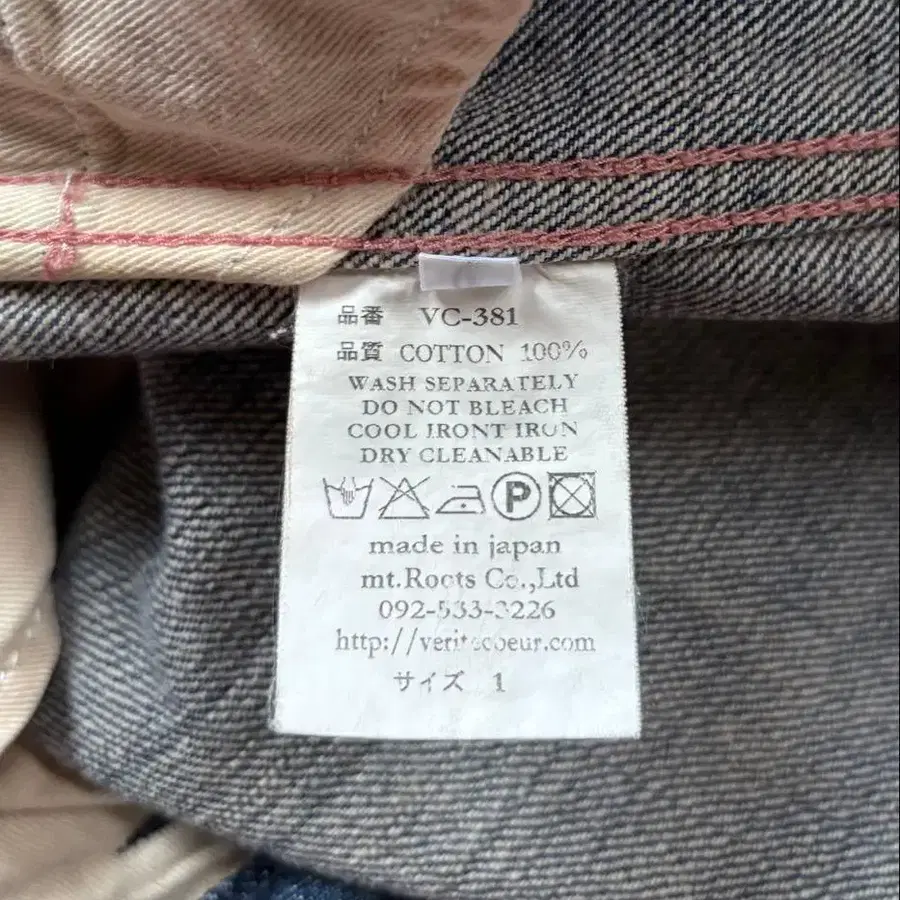 品番 VC-381
品質 COTTON 100%
WASH SEPARATELY
DO NOT BLEACH
COOL IRONT IRON
DRY CLEANABLE
P
made in japan
mt.Roots Co.,Ltd
092-533-3226
http://veritecoeur.com
サイズ 1